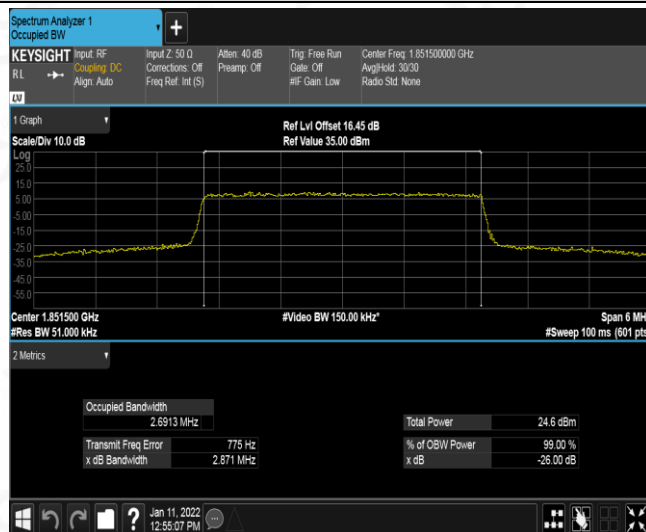 Spectrum Analyzer 1
Occupied BW
+
KEYSIGHT Input: RF Input Z: 50 Ω Atten: 40 dB Trig: Free Run Center Freq: 1.851500000 GHz
RL Coupling: DC Corrections: Off Preamp: Off Gate: Off Avg|Hold: 30/30
Align: Auto Freq Ref: Int (S) #IF Gain: Low Radio Std: None
LXI
1 Graph
Ref Lvl Offset 16.45 dB
Scale/Div 10.0 dB Ref Value 35.00 dBm
Log
25.0
15.0
5.00
-5.00
-15.0
-25.0
-35.0
-45.0
-55.0
Center 1.851500 GHz #Video BW 150.00 kHz* Span 6 MH
#Res BW 51.000 kHz #Sweep 100 ms (601 pts
2 Metrics
Occupied Bandwidth
2.6913 MHz Total Power 24.6 dBm
Transmit Freq Error 775 Hz % of OBW Power 99.00 %
x dB Bandwidth 2.871 MHz x dB -26.00 dB
? Jan 11, 2022
12:55:07 PM